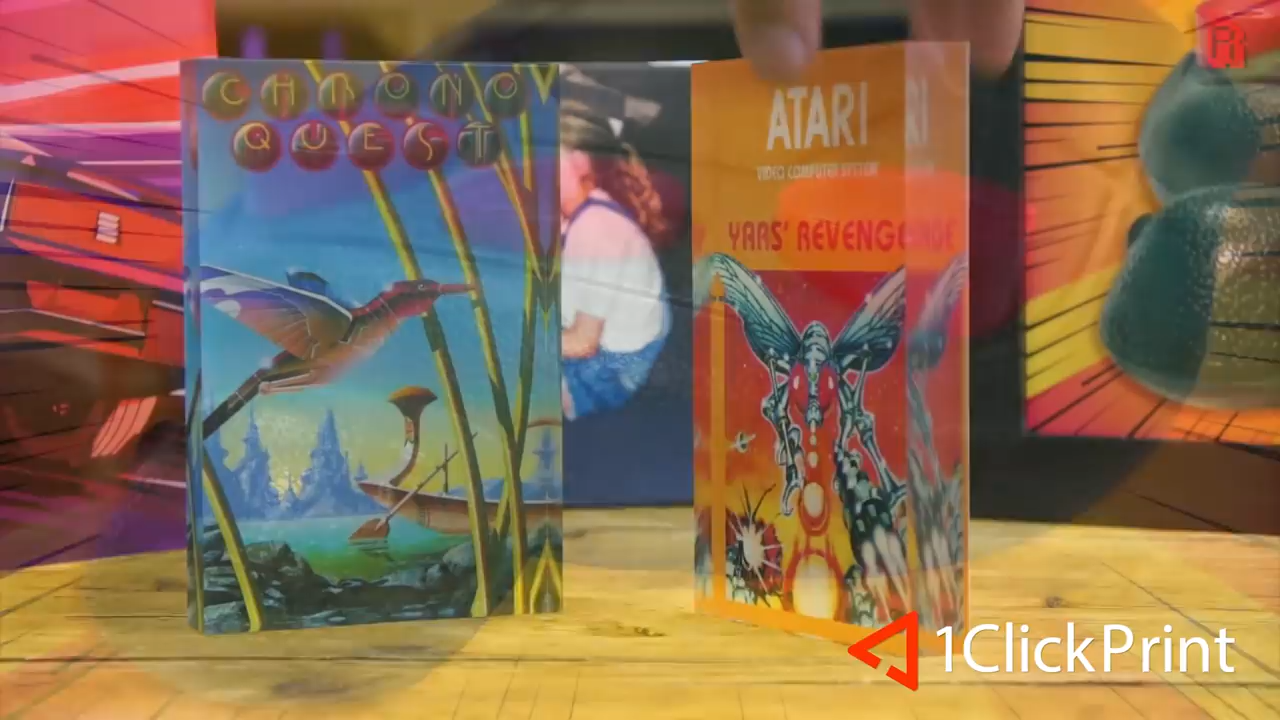 CHRONO
QUEST
ATARI
VIDEO COMPUTER SYSTEM
YARS' REVENGE
1ClickPrint